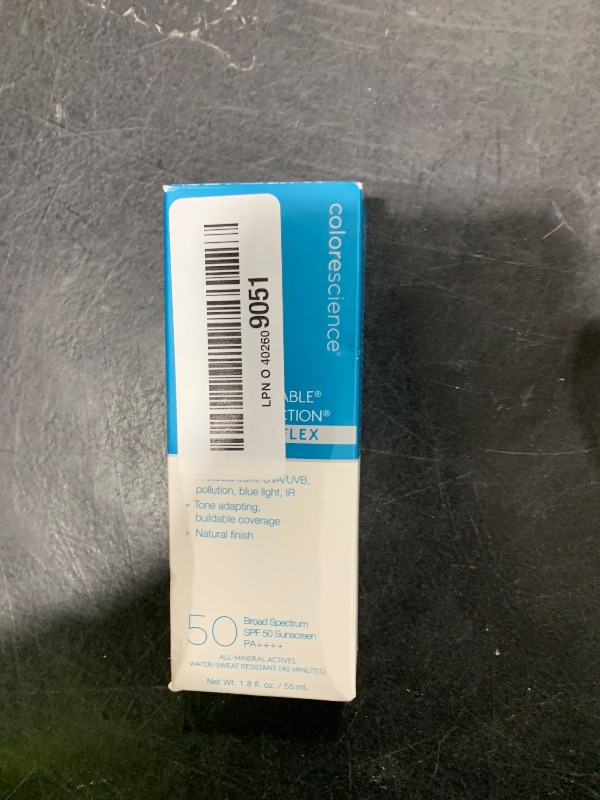 colorescience®
LPN O 40260 9051
ABLE®
CTION®
FLEX
UVA/UVB,
pollution, blue light, IR
+ Tone adapting,
buildable coverage
+ Natural finish
50
Broad Spectrum
SPF 50 Sunscreen
PA++++
ALL-MINERAL ACTIVES
WATER/SWEAT RESISTANT (40 MINUTES)
Net Wt. 1.8 fl. oz. / 55 mL